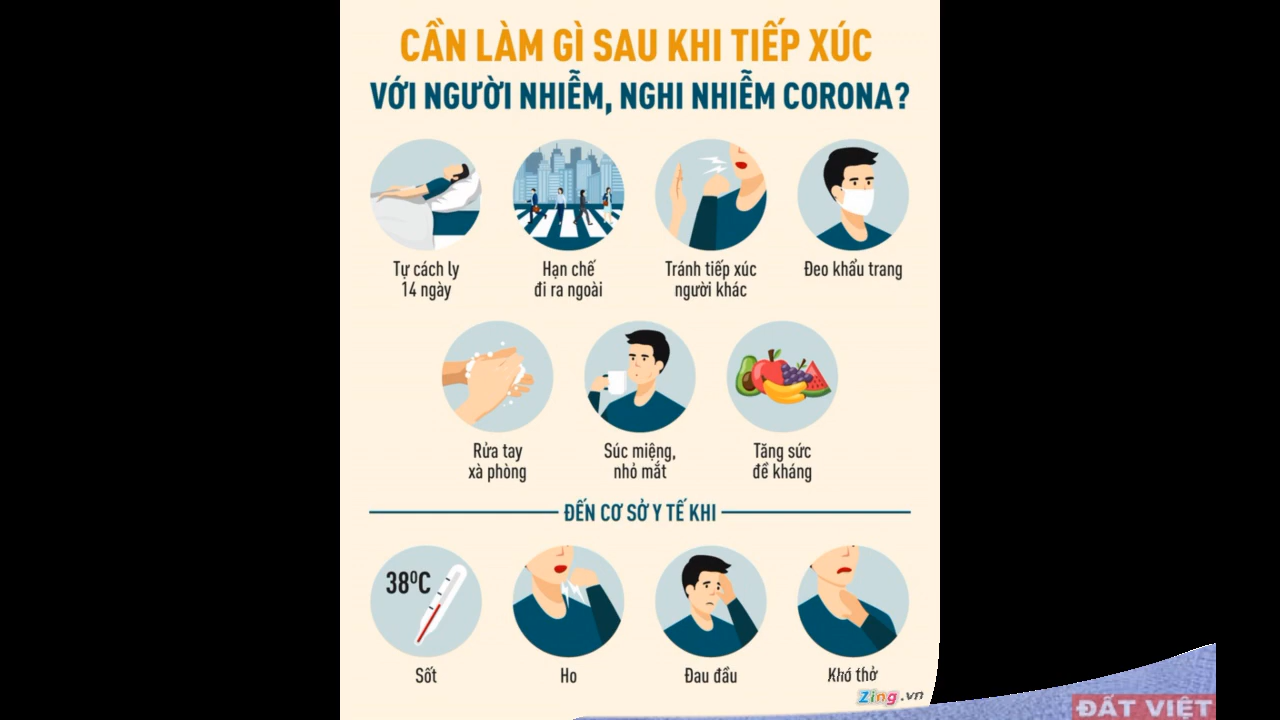 CẦN LÀM GÌ SAU KHI TIẾP XÚC
VỚI NGƯỜI NHIỄM, NGHI NHIỄM CORONA?
Tự cách ly
14 ngày
Hạn chế
đi ra ngoài
Tránh tiếp xúc
người khác
Đeo khẩu trang
Rửa tay
xà phòng
Súc miệng,
nhỏ mắt
Tăng sức
đề kháng
ĐẾN CƠ SỞ Y TẾ KHI
38⁰C
Sốt
Ho
Đau đầu
Khó thở
Zing.vn
ĐẤT VIỆT